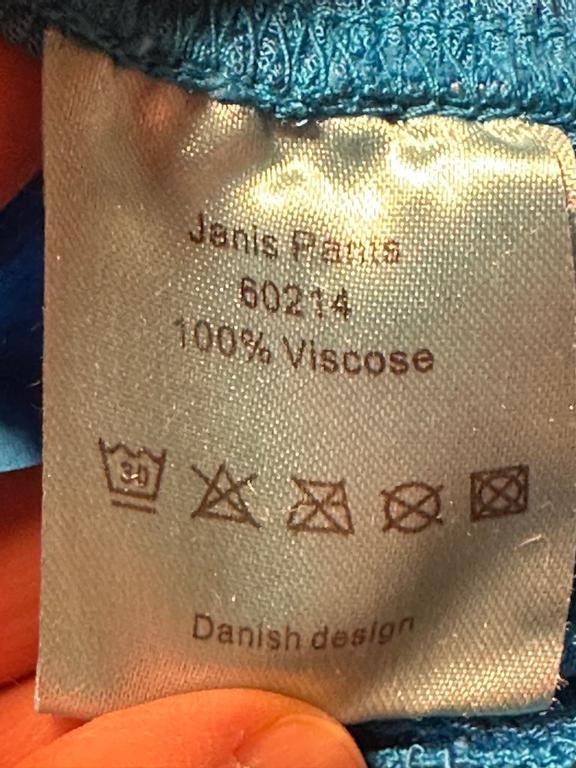 Janis Pants
60214
100% Viscose
30
Danish design